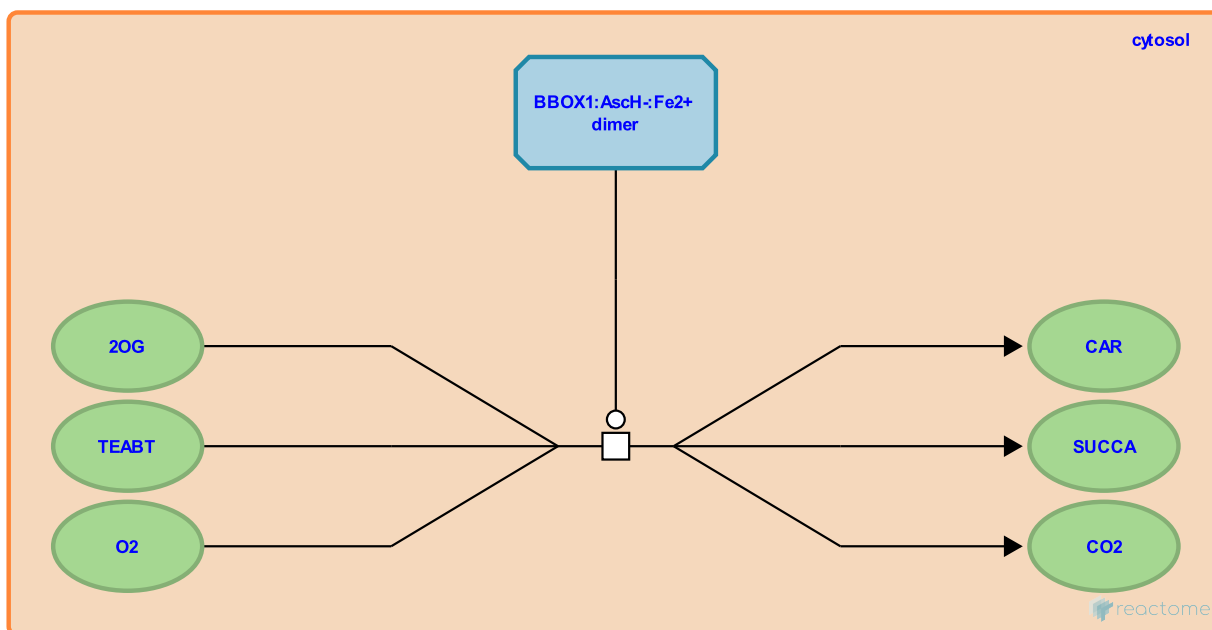 cytosol
BBOX1:AscH-:Fe2+
dimer
2OG
CAR
TEABT
SUCCA
O2
CO2
reactome